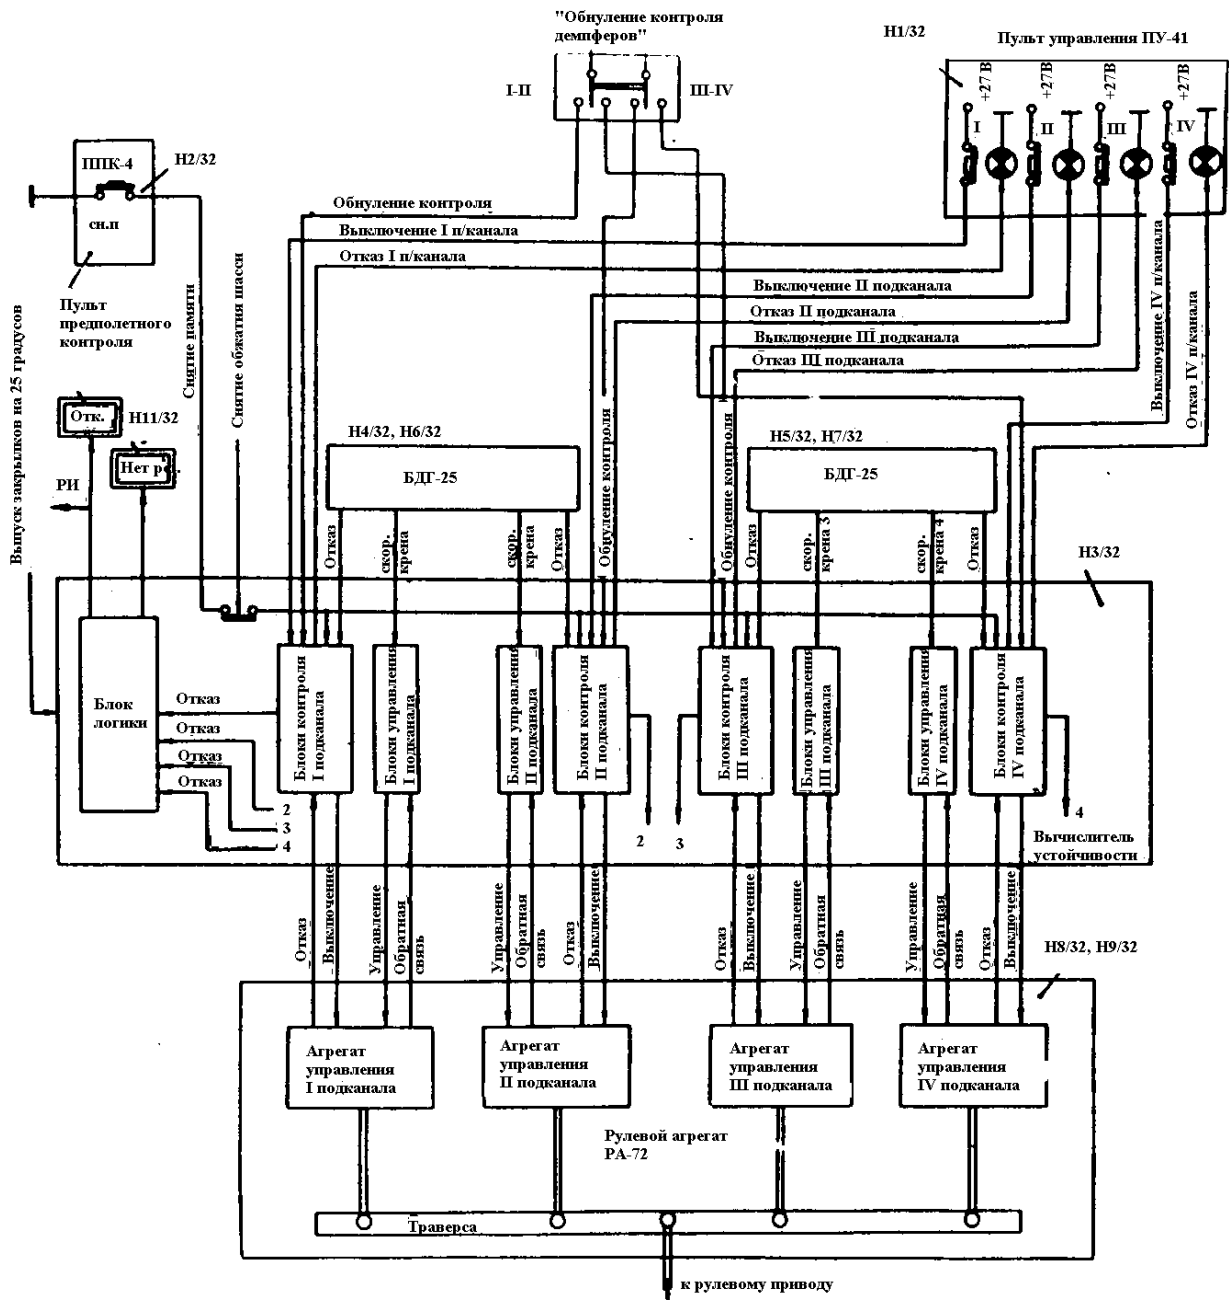 "Обнуление контроля
демпферов"
I-II
III-IV
Н1/32
Пульт управления ПУ-41
+27В
+27В
+27В
+27В
I
II
III
IV
ППК-4
Н2/32
сн.п
Пульт
предполетного
контроля
Обнуление контроля
Выключение I п/канала
Отказ I п/канала
Выключение II подканала
Отказ II подканала
Выключение III подканала
Отказ III подканала
Выключение IV п/канала
Отказ IV п/канала
Выпуск закрылков на 25 градусов
Снятие памяти
Снятие обжатия шасси
Отк.
Н11/32
Нет ре
РИ
Н4/32, Н6/32
БДГ-25
Н5/32, Н7/32
БДГ-25
Обнуление контроля
Обнуление контроля
Отказ
скор.
крена
скор.
крена
Отказ
Отказ
скор.
крена 3
скор.
крена 4
Отказ
Н3/32
Блок
логики
Отказ
Отказ
Отказ
Отказ
2
3
4
Блоки контроля
I подканала
Блоки управления
I подканала
Блоки управления
II подканала
Блоки контроля
II подканала
Блоки контроля
III подканала
Блоки управления
III подканала
Блоки управления
IV подканала
Блоки контроля
IV подканала
2
3
4
Вычислитель
устойчивости
Отказ
Выключение
Управление
Обратная
связь
Управление
Обратная
связь
Отказ
Выключение
Отказ
Выключение
Управление
Обратная
связь
Управление
Обратная
связь
Отказ
Выключение
Н8/32, Н9/32
Агрегат
управления
I подканала
Агрегат
управления
II подканала
Агрегат
управления
III подканала
Агрегат
управления
IV подканала
Рулевой агрегат
РА-72
Траверса
к рулевому приводу